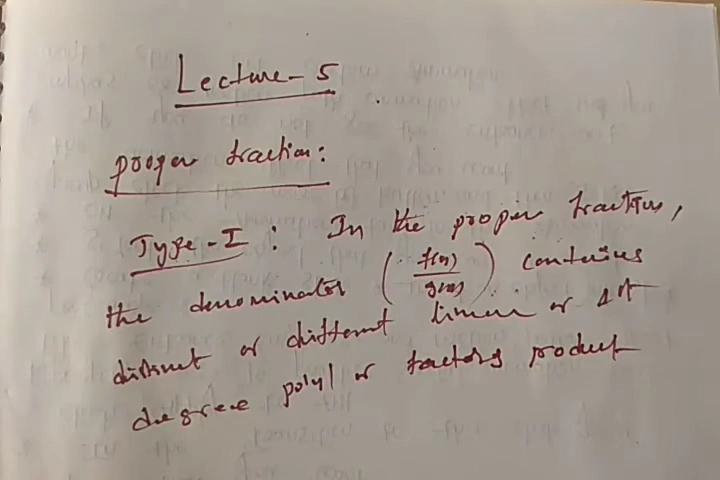 Lecture - 5
proper fraction:
Type - I : In the proper fraction,
the denominator ( f(x) / g(x) ) contains
distinct or different linear or 1st
degree polyl or factors product